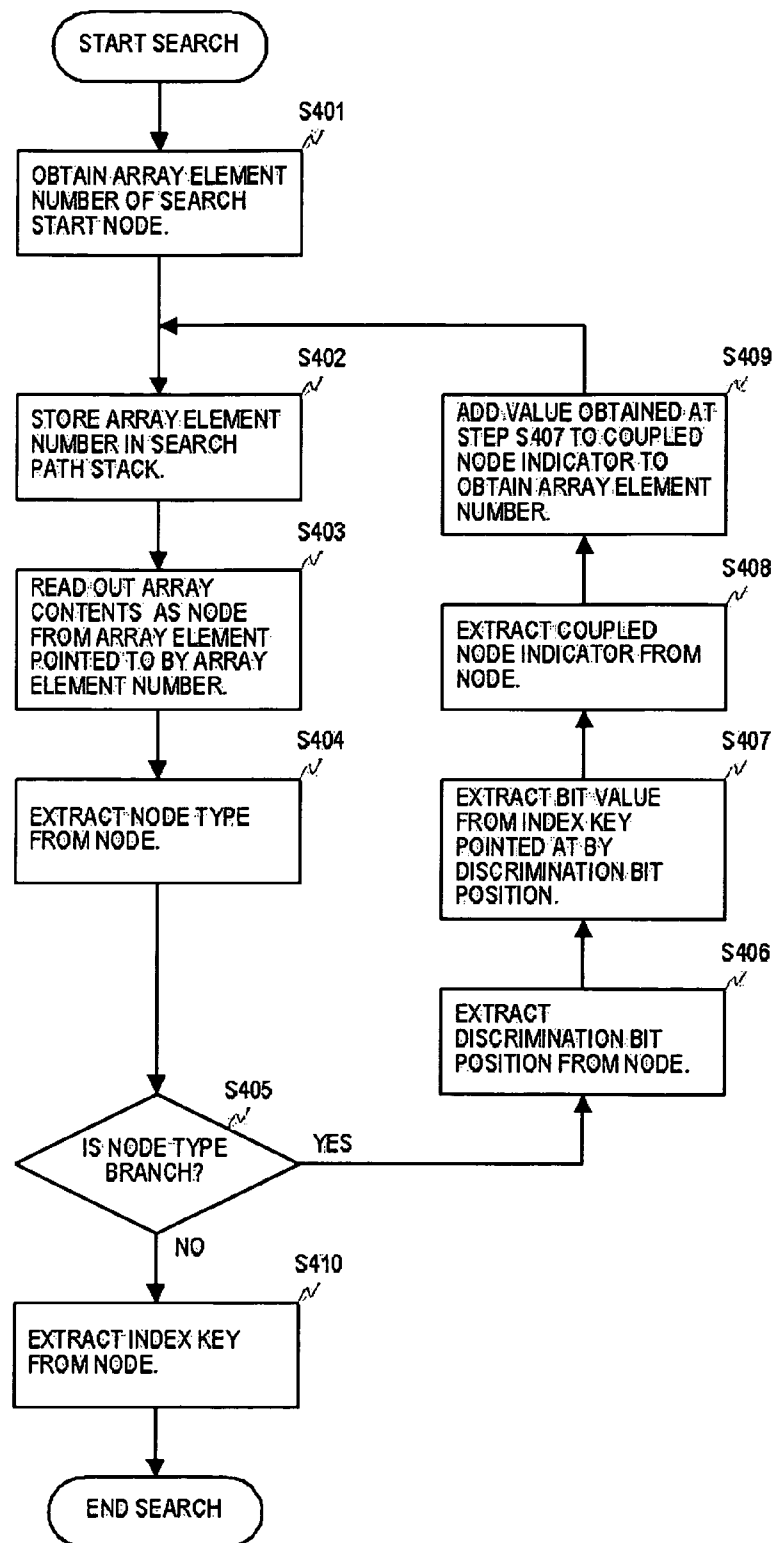 START SEARCH
S401
OBTAIN ARRAY ELEMENT
NUMBER OF SEARCH
START NODE.
S402
STORE ARRAY ELEMENT
NUMBER IN SEARCH
PATH STACK.
S403
READ OUT ARRAY
CONTENTS AS NODE
FROM ARRAY ELEMENT
POINTED TO BY ARRAY
ELEMENT NUMBER.
S404
EXTRACT NODE TYPE
FROM NODE.
S405
IS NODE TYPE
BRANCH?
YES
NO
S406
EXTRACT
DISCRIMINATION BIT
POSITION FROM NODE.
S407
EXTRACT BIT VALUE
FROM INDEX KEY
POINTED AT BY
DISCRIMINATION BIT
POSITION.
S408
EXTRACT COUPLED
NODE INDICATOR FROM
NODE.
S409
ADD VALUE OBTAINED AT
STEP S407 TO COUPLED
NODE INDICATOR TO
OBTAIN ARRAY ELEMENT
NUMBER.
S410
EXTRACT INDEX KEY
FROM NODE.
END SEARCH